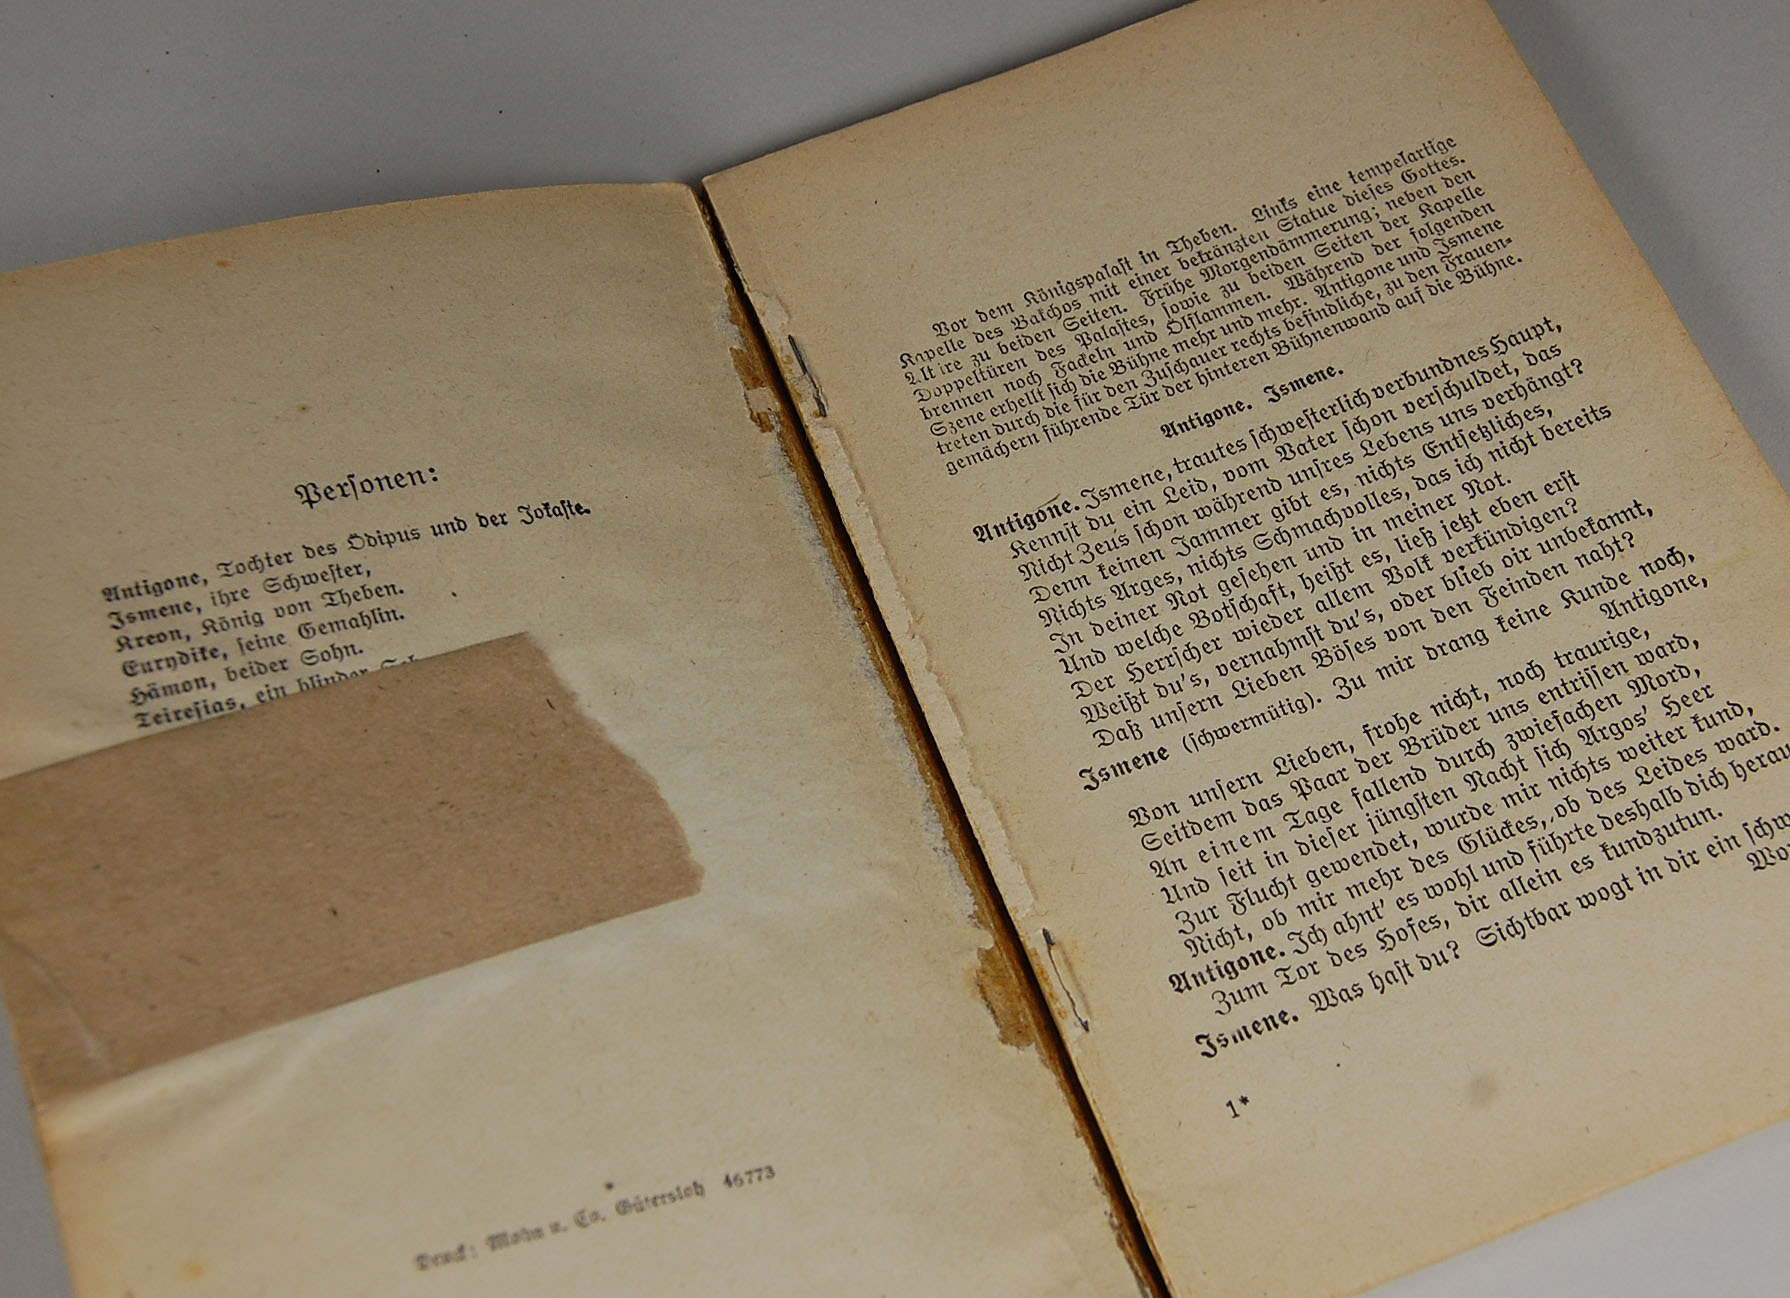 Personen:
Antigone, Tochter des Ödipus und der Jokaste.
Ismene, ihre Schwester,
Kreon, König von Theben.
Eurydike, seine Gemahlin.
Hämon, beider Sohn.
Teiresias, ein blinder
*
Druck: Mohn u. Co. Gütersloh 46773
Vor dem Königspalast in Theben. Links eine tempelartige
Kapelle des Bakchos mit einer bekränzten Statue dieses Gottes.
Altäre zu beiden Seiten. Frühe Morgendämmerung; neben den
Doppeltüren des Palastes, sowie zu beiden Seiten der Kapelle
brennen noch Fackeln und Ölflammen. Während der folgenden
Szene erhellt sich die Bühne mehr und mehr. Antigone und Ismene
treten durch die für den Zuschauer rechts befindliche, zu den Frauen-
gemächern führende Tür der hinteren Bühnenwand auf die Bühne.
Antigone. Ismene.
Antigone. Ismene, trautes schwesterlich verbundnes Haupt,
Kennst du ein Leid, vom Vater schon verschuldet, das
Nicht Zeus schon während unsres Lebens uns verhängt?
Denn keinen Jammer gibt es, nichts Entsetzliches,
Nichts Arges, nichts Schmachvolles, das ich nicht bereits
In deiner Not gesehen und in meiner Not.
Und welche Botschaft, heißt es, ließ jetzt eben erst
Der Herrscher wieder allem Volk verkündigen?
Weißt du's, vernahmst du's, oder blieb dir unbekannt,
Daß unsern Lieben Böses von den Feinden naht?
Ismene (schwermütig). Zu mir drang keine Kunde noch,
Antigone,
Von unsern Lieben, frohe nicht, noch traurige,
Seitdem das Paar der Brüder uns entrissen ward,
An einem Tage fallend durch zwiefachen Mord,
Und seit in dieser jüngsten Nacht sich Argos' Heer
Zur Flucht gewendet, wurde mir nichts weiter kund,
Nicht, ob mir mehr des Glückes, ob des Leides ward.
Antigone. Ich ahnt' es wohl und führte deshalb dich herau
Zum Tor des Hofes, dir allein es kundzutun.
Ismene. Was hast du? Sichtbar wogt in dir ein schw
Wo
1*